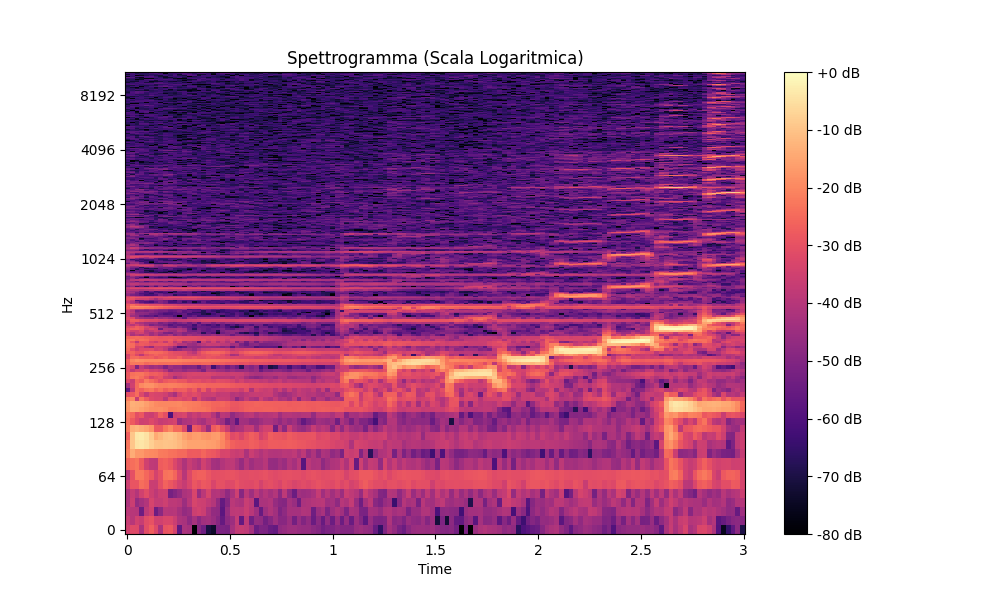 Spettrogramma (Scala Logaritmica)
Hz
8192
4096
2048
1024
512
256
128
64
0
0
0.5
1
1.5
2
2.5
3
Time
+0 dB
-10 dB
-20 dB
-30 dB
-40 dB
-50 dB
-60 dB
-70 dB
-80 dB